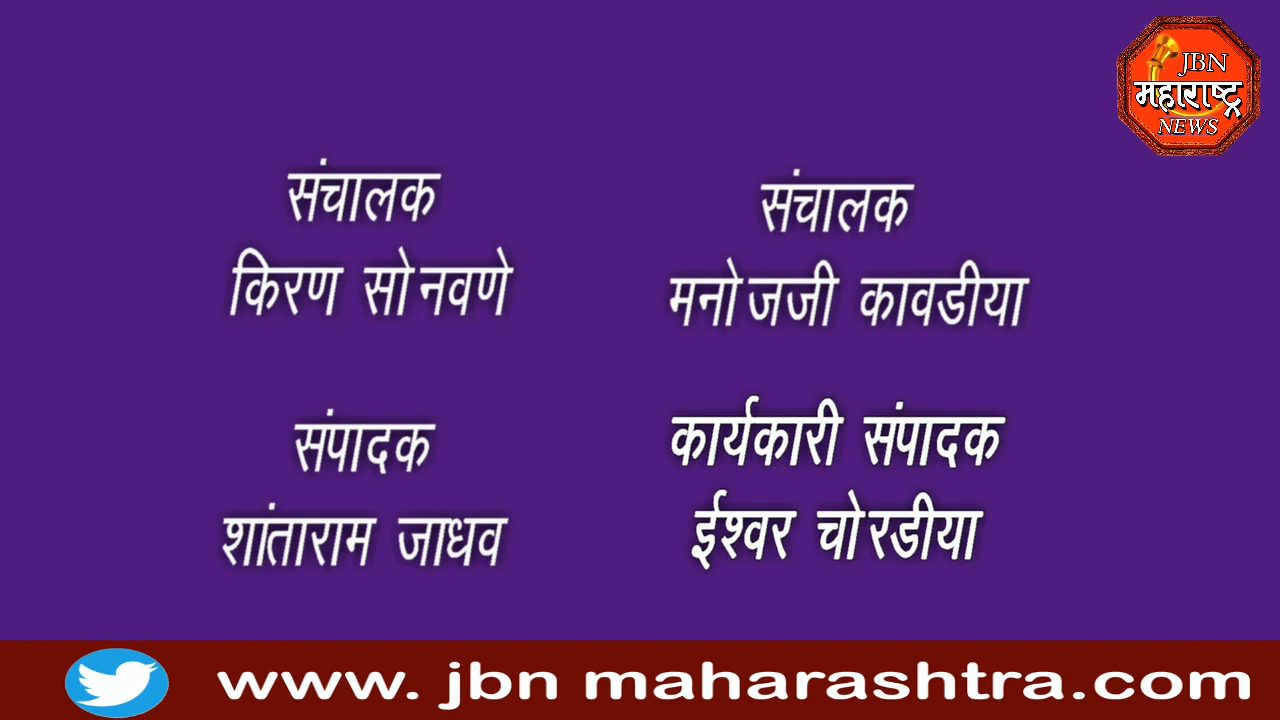 JBN
महाराष्ट्र
NEWS
संचालक
किरण सोनवणे
संचालक
मनोजजी कावडीया
संपादक
शांताराम जाधव
कार्यकारी संपादक
ईश्वर चोरडीया
www. jbn maharashtra.com